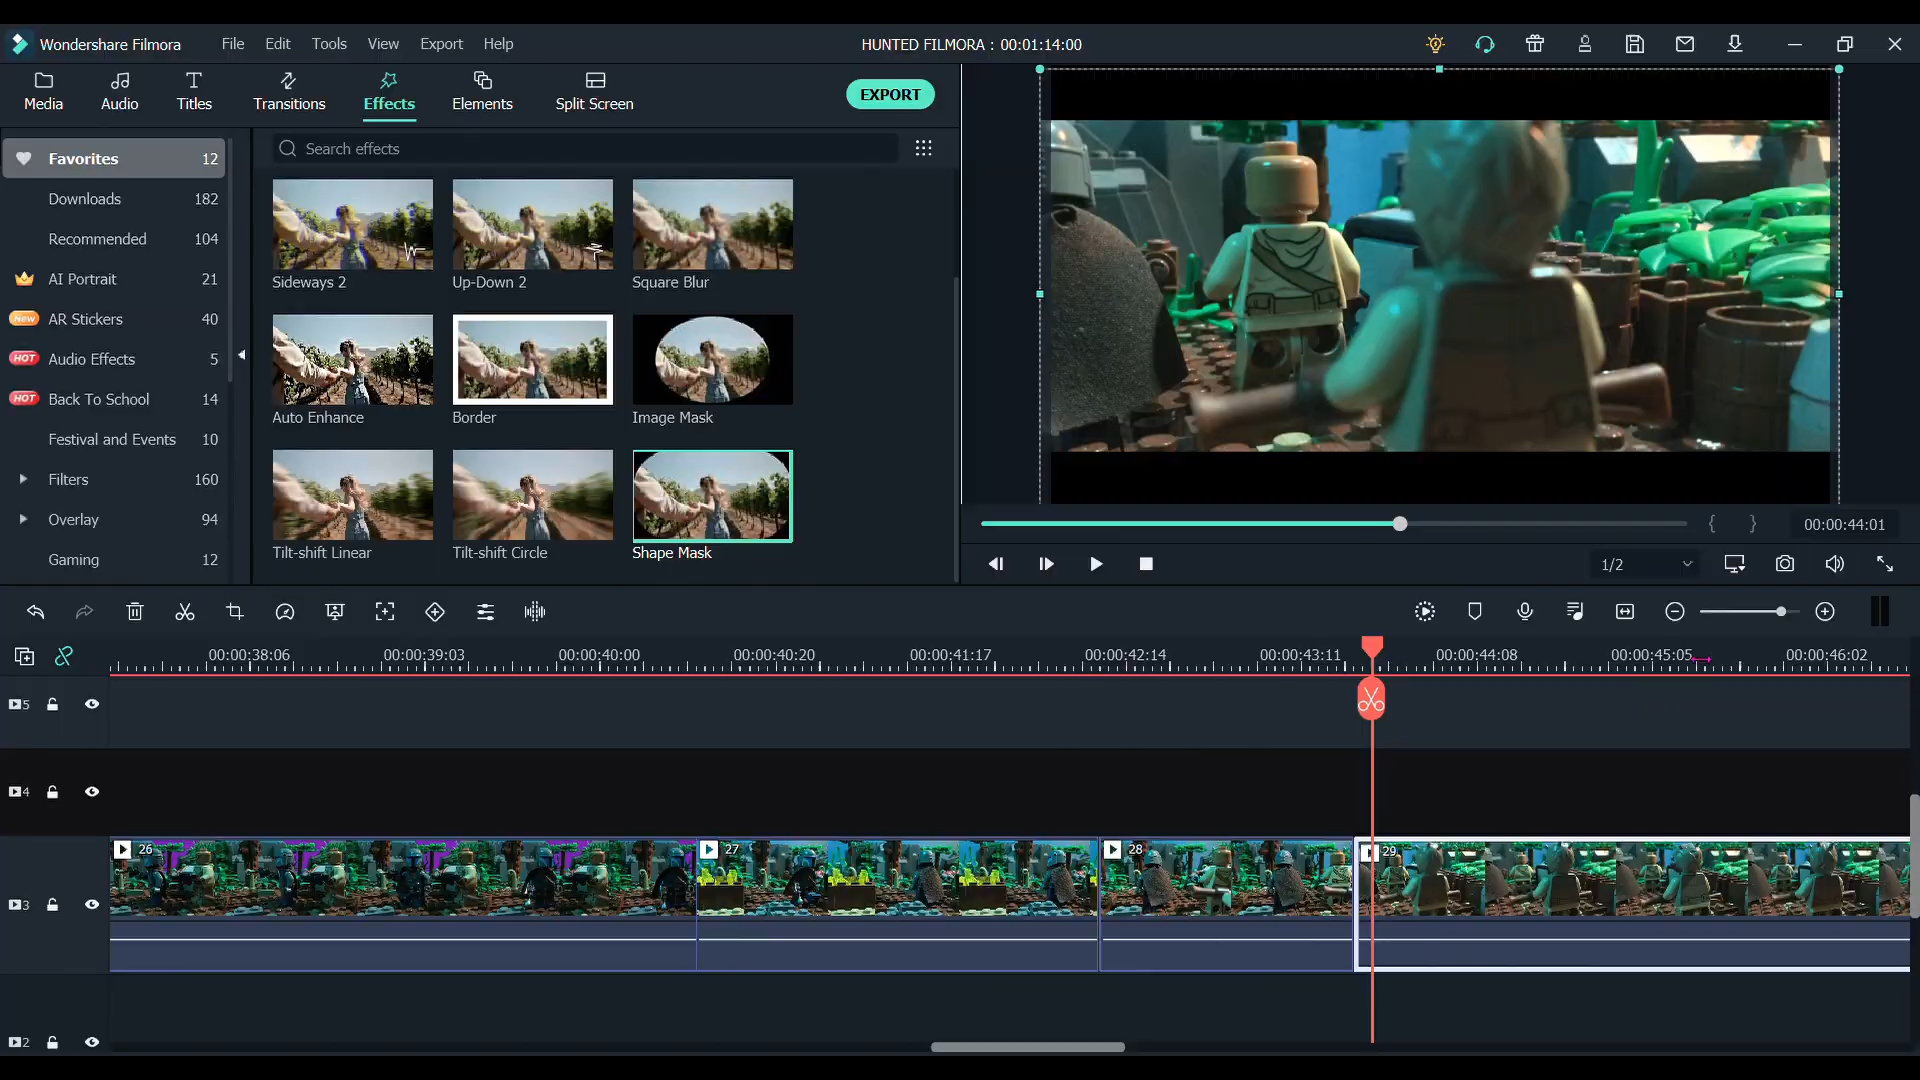 Wondershare Filmora
File
Edit
Tools
View
Export
Help
HUNTED FILMORA : 00:01:14:00
Media
Audio
Titles
Transitions
Effects
Elements
Split Screen
EXPORT
Favorites 12
Downloads 182
Recommended 104
AI Portrait 21
New AR Stickers 40
HOT Audio Effects 5
HOT Back To School 14
Festival and Events 10
Filters 160
Overlay 94
Gaming 12
Search effects
Sideways 2
Up-Down 2
Square Blur
Auto Enhance
Border
Image Mask
Tilt-shift Linear
Tilt-shift Circle
Shape Mask
{ } 00:00:44:01
1/2
00:00:38:06
00:00:39:03
00:00:40:00
00:00:40:20
00:00:41:17
00:00:42:14
00:00:43:11
00:00:44:08
00:00:45:05
00:00:46:02
5
4
26
27
28
29
3
2